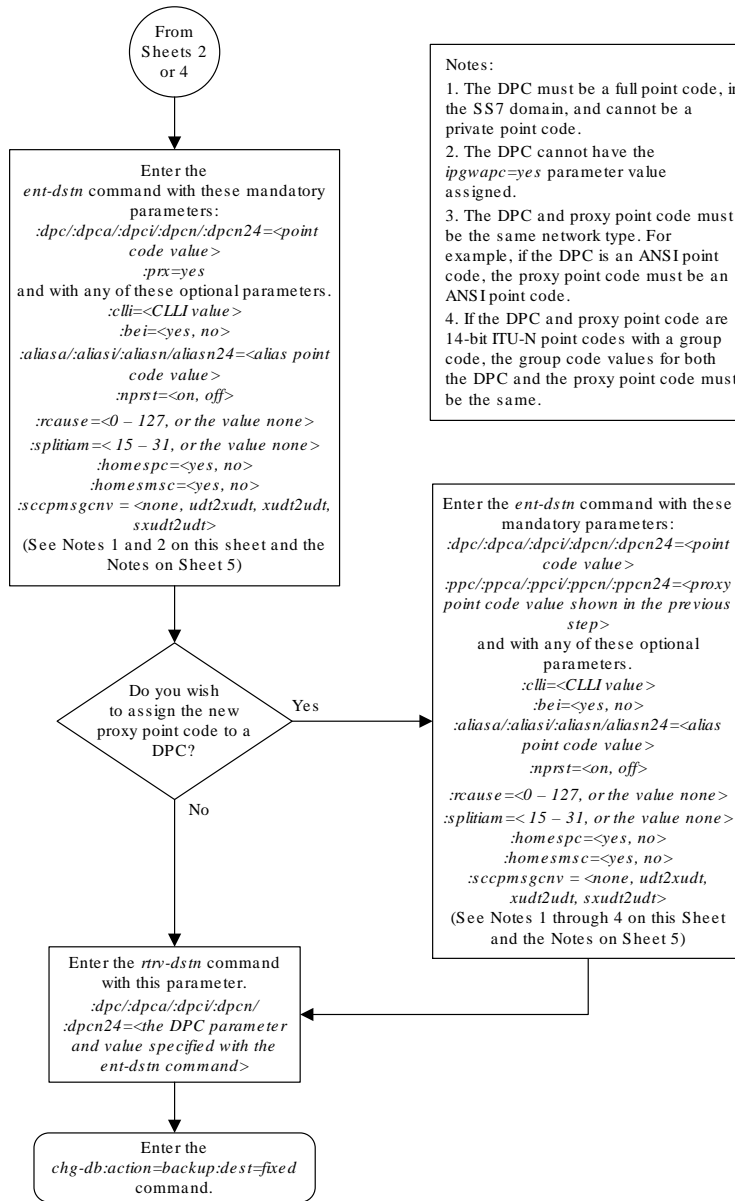 From
Sheets 2
or 4
Enter the
ent-dstn command with these mandatory
parameters:
:dpc/:dpca/:dpci/:dpcn/:dpcn24=<point
code value>
:prx=yes
and with any of these optional parameters.
:clli=<CLLI value>
:bei=<yes, no>
:aliasa/:aliasi/:aliasn/aliasn24=<alias point
code value>
:nprst=<on, off>
:rcause=<0 – 127, or the value none>
:splitiam=< 15 – 31, or the value none>
:homespc=<yes, no>
:homesmsc=<yes, no>
:sccpmsgcnv = <none, udt2xudt, xudt2udt,
sxudt2udt>
(See Notes 1 and 2 on this sheet and the
Notes on Sheet 5)
Notes:
1. The DPC must be a full point code, in
the SS7 domain, and cannot be a
private point code.
2. The DPC cannot have the
ipgwapc=yes parameter value
assigned.
3. The DPC and proxy point code must
be the same network type. For
example, if the DPC is an ANSI point
code, the proxy point code must be an
ANSI point code.
4. If the DPC and proxy point code are
14-bit ITU-N point codes with a group
code, the group code values for both
the DPC and the proxy point code must
be the same.
Do you wish
to assign the new
proxy point code to a
DPC?
Yes
No
Enter the ent-dstn command with these
mandatory parameters:
:dpc/:dpca/:dpci/:dpcn/:dpcn24=<point
code value>
:ppc/:ppca/:ppci/:ppcn/:ppcn24=<proxy
point code value shown in the previous
step>
and with any of these optional
parameters.
:clli=<CLLI value>
:bei=<yes, no>
:aliasa/:aliasi/:aliasn/aliasn24=<alias
point code value>
:nprst=<on, off>
:rcause=<0 – 127, or the value none>
:splitiam=< 15 – 31, or the value none>
:homespc=<yes, no>
:homesmsc=<yes, no>
:sccpmsgcnv = <none, udt2xudt,
xudt2udt, sxudt2udt>
(See Notes 1 through 4 on this Sheet
and the Notes on Sheet 5)
Enter the rtrv-dstn command
with this parameter.
:dpc/:dpca/:dpci/:dpcn/
:dpcn24=<the DPC parameter
and value specified with the
ent-dstn command>
Enter the
chg-db:action=backup:dest=fixed
command.